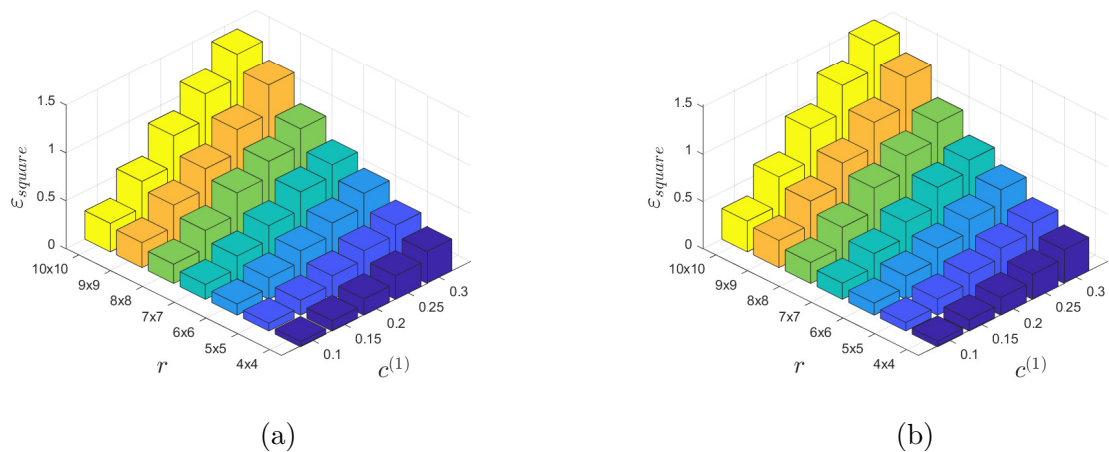 1.5
1
0.5
0
ε_square
10x10
9x9
8x8
7x7
6x6
5x5
4x4
r
0.1
0.15
0.2
0.25
0.3
c^(1)
(a)
1.5
1
0.5
0
ε_square
10x10
9x9
8x8
7x7
6x6
5x5
4x4
r
0.1
0.15
0.2
0.25
0.3
c^(1)
(b)